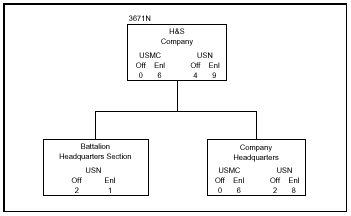 3671N
H&S
Company
USMC USN
Off Enl Off Enl
0 6 4 9
Battalion
Headquarters Section
USN
Off Enl
2 1
Company
Headquarters
USMC USN
Off Enl Off Enl
0 6 2 8